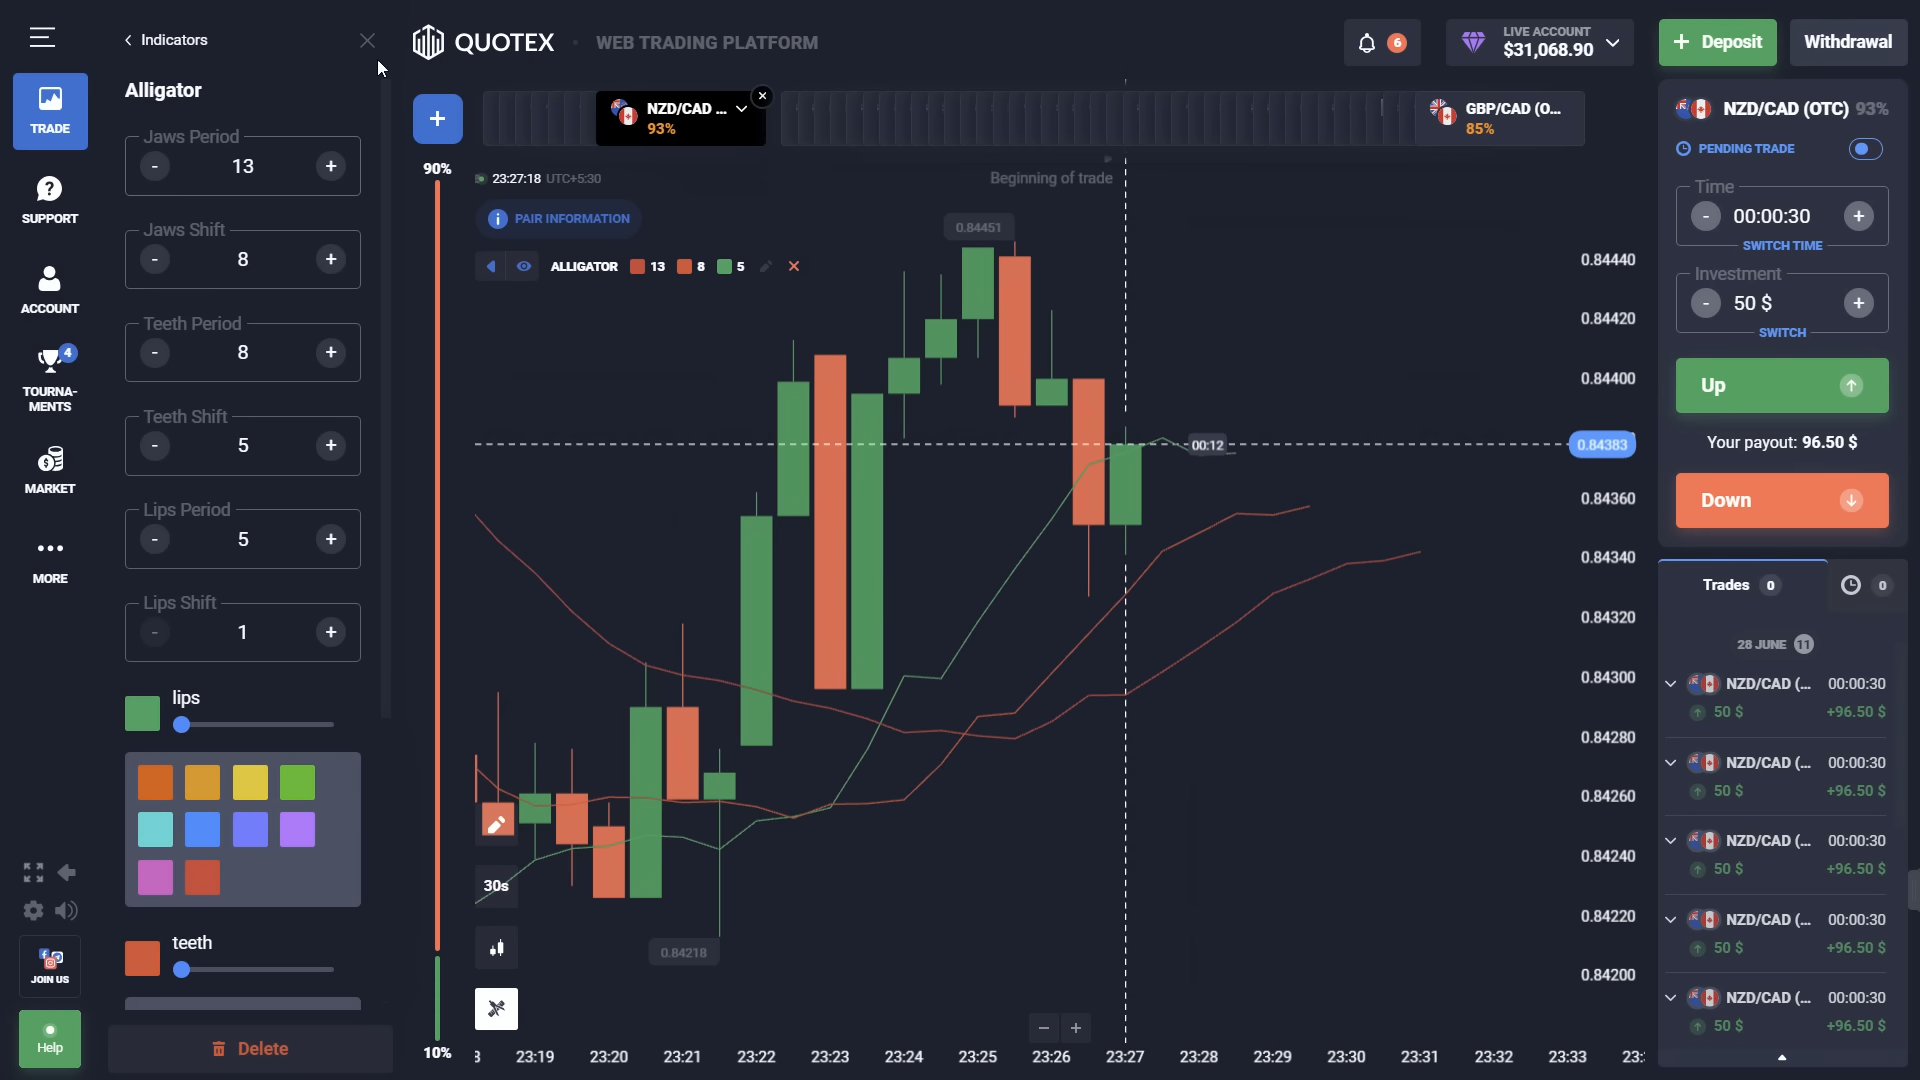 Indicators
QUOTEX
WEB TRADING PLATFORM
6
LIVE ACCOUNT
$31,068.90
+ Deposit
Withdrawal
TRADE
SUPPORT
ACCOUNT
4
TOURNA-
MENTS
MARKET
MORE
JOIN US
Help
Alligator
Jaws Period
- 13 +
Jaws Shift
- 8 +
Teeth Period
- 8 +
Teeth Shift
- 5 +
Lips Period
- 5 +
Lips Shift
- 1 +
lips
teeth
Delete
+
NZD/CAD ...
93%
GBP/CAD (O...
85%
90%
10%
23:27:18 UTC+5:30
Beginning of trade
PAIR INFORMATION
ALLIGATOR 13 8 5
0.84451
0.84218
00:12
30s
0.84440
0.84420
0.84400
0.84383
0.84360
0.84340
0.84320
0.84300
0.84280
0.84260
0.84240
0.84220
0.84200
- +
8 23:19 23:20 23:21 23:22 23:23 23:24 23:25 23:26 23:27 23:28 23:29 23:30 23:31 23:32 23:33 23:
NZD/CAD (OTC) 93%
PENDING TRADE
Time
- 00:00:30 +
SWITCH TIME
Investment
- 50 $ +
SWITCH
Up
Your payout: 96.50 $
Down
Trades 0
0
28 JUNE 11
NZD/CAD (... 00:00:30
50 $ +96.50 $
NZD/CAD (... 00:00:30
50 $ +96.50 $
NZD/CAD (... 00:00:30
50 $ +96.50 $
NZD/CAD (... 00:00:30
50 $ +96.50 $
NZD/CAD (... 00:00:30
50 $ +96.50 $